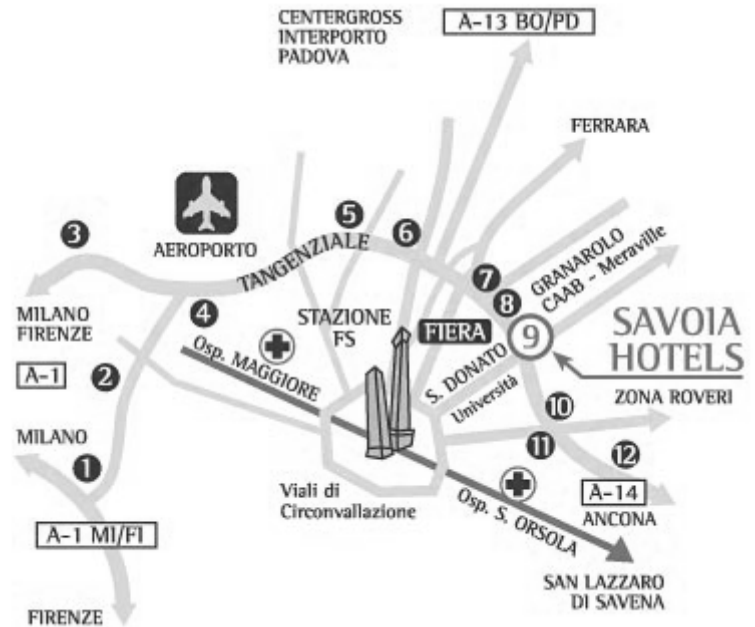 CENTERGROSS
INTERPORTO
PADOVA
A-13 BO/PD
FERRARA
3
AEROPORTO
5
6
TANGENZIALE
7
8
GRANAROLO
CAAB - Meraville
MILANO
FIRENZE
4
STAZIONE
FS
FIERA
9
SAVOIA
HOTELS
A-1
2
Osp. MAGGIORE
S. DONATO
Università
ZONA ROVERI
10
MILANO
1
11
12
Viali di
Circonvallazione
Osp. S. ORSOLA
A-14
ANCONA
A-1 MI/FI
SAN LAZZARO
DI SAVENA
FIRENZE